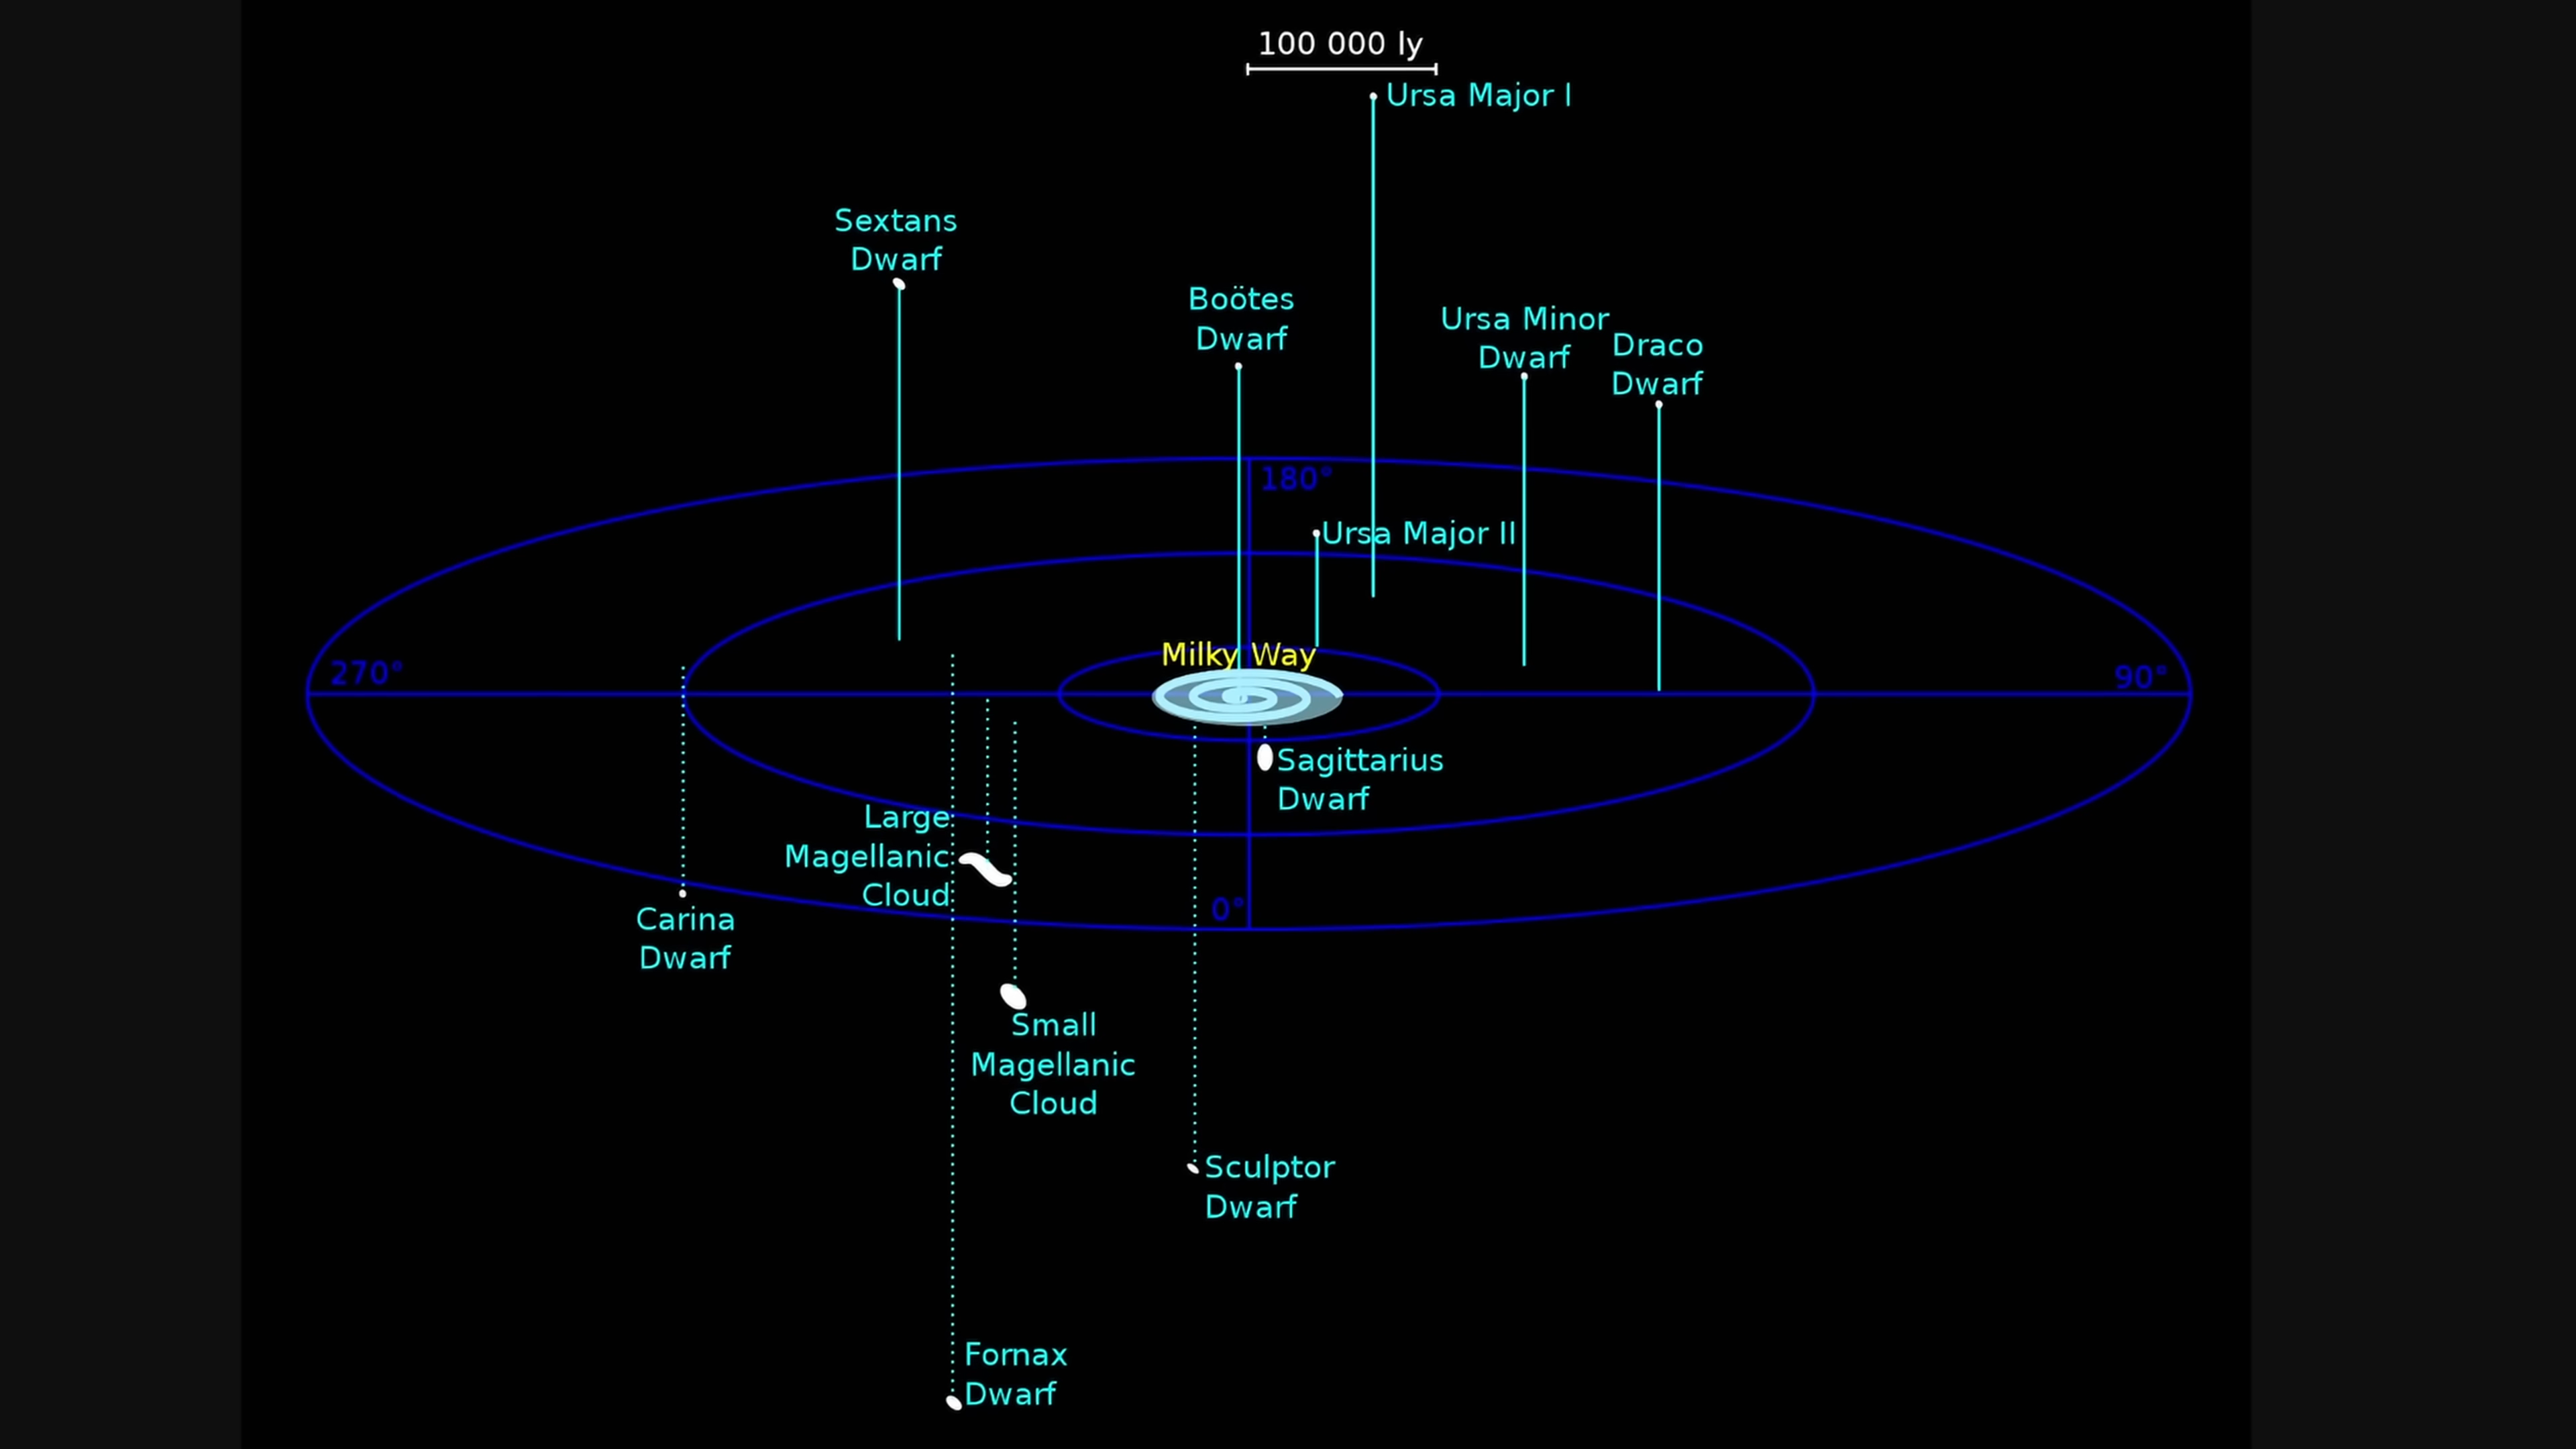 100 000 ly
Ursa Major I
Sextans
Dwarf
Boötes
Dwarf
Ursa Minor
Dwarf
Draco
Dwarf
180°
Ursa Major II
Milky Way
270°
90°
Sagittarius
Dwarf
Large
Magellanic
Cloud
0°
Carina
Dwarf
Small
Magellanic
Cloud
Sculptor
Dwarf
Fornax
Dwarf